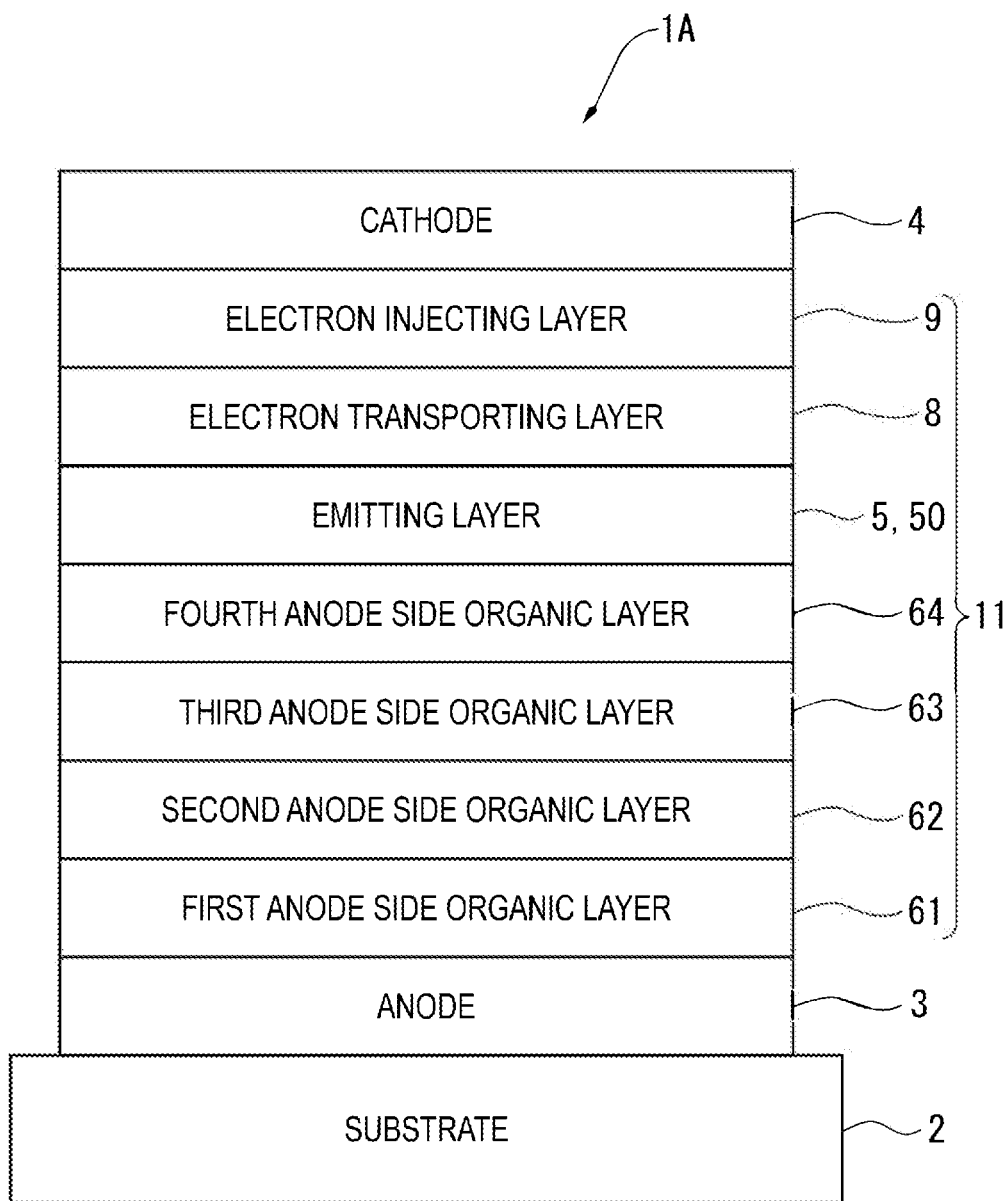 1A
CATHODE 4
ELECTRON INJECTING LAYER 9
ELECTRON TRANSPORTING LAYER 8
EMITTING LAYER 5, 50
FOURTH ANODE SIDE ORGANIC LAYER 64
11
THIRD ANODE SIDE ORGANIC LAYER 63
SECOND ANODE SIDE ORGANIC LAYER 62
FIRST ANODE SIDE ORGANIC LAYER 61
ANODE 3
SUBSTRATE 2